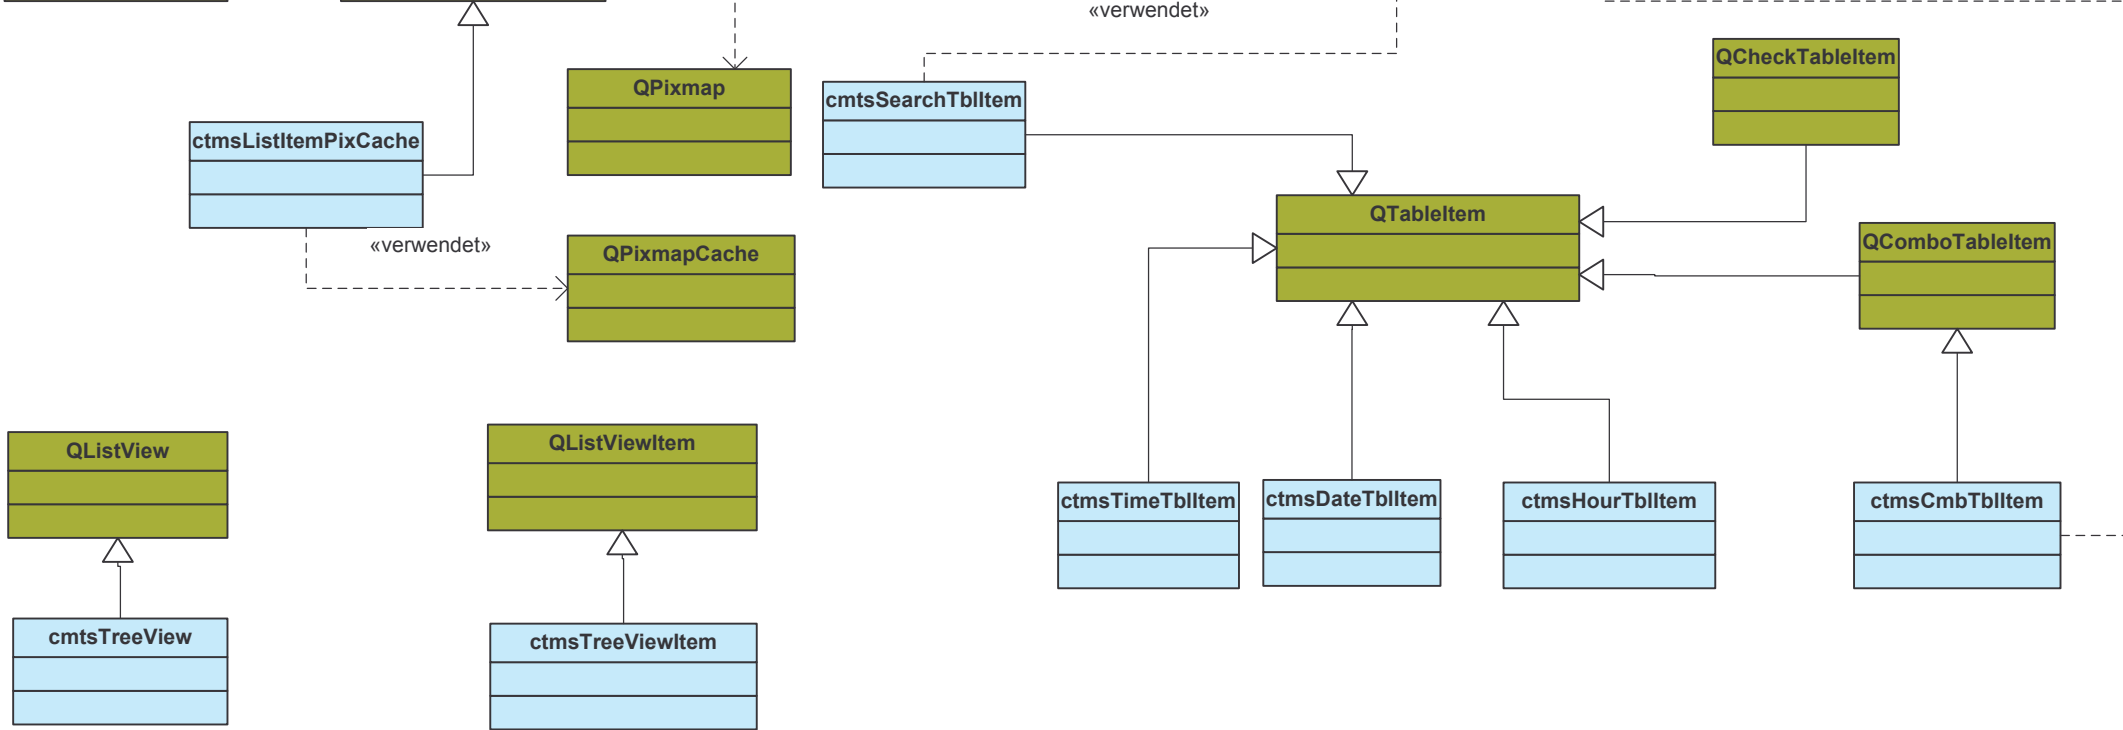 «verwendet»
QCheckTableItem
QPixmap
cmtsSearchTblItem
ctmsListItemPixCache
QTableItem
QComboTableItem
«verwendet»
QPixmapCache
QListView
QListViewItem
ctmsTimeTblItem
ctmsDateTblItem
ctmsHourTblItem
ctmsCmbTblItem
cmtsTreeView
ctmsTreeViewItem